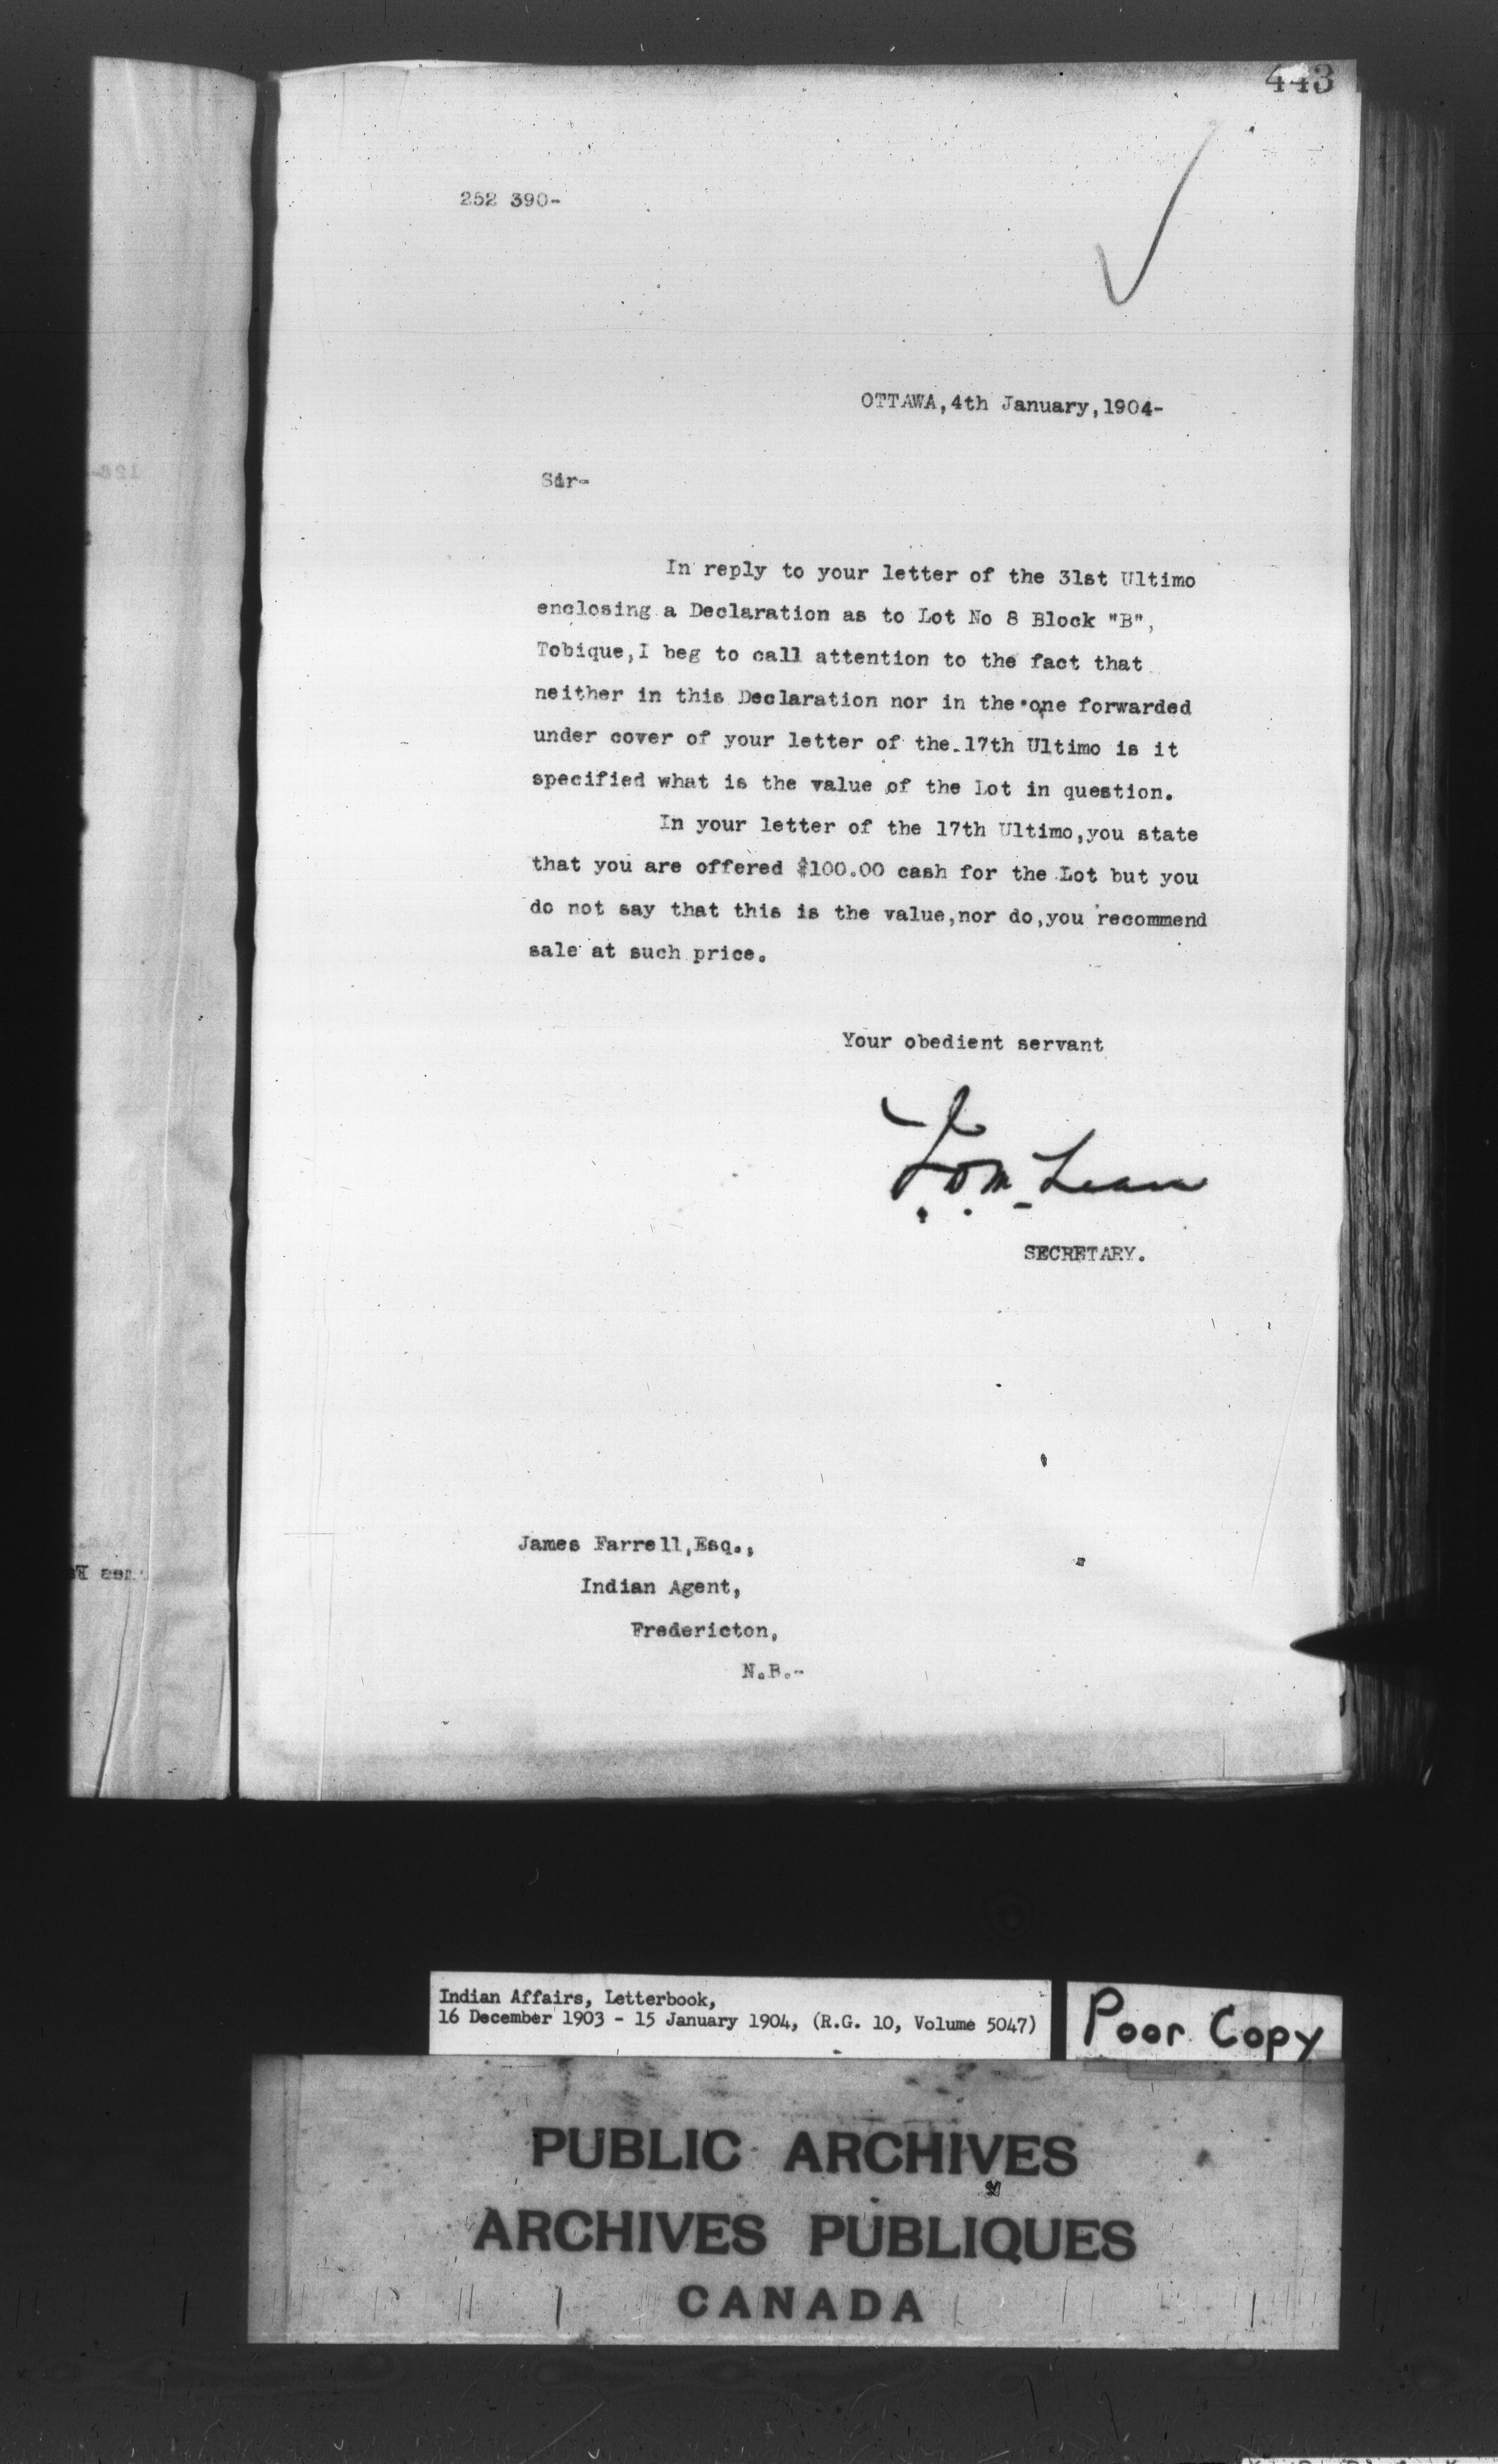 443
252 390-
OTTAWA, 4th January, 1904-
Sir-
In reply to your letter of the 31st Ultimo
enclosing a Declaration as to Lot No 8 Block "B",
Tobique, I beg to call attention to the fact that
neither in this Declaration nor in the one forwarded
under cover of your letter of the 17th Ultimo is it
specified what is the value of the Lot in question.
In your letter of the 17th Ultimo, you state
that you are offered $100.00 cash for the Lot but you
do not say that this is the value, nor do, you recommend
sale at such price.
Your obedient servant
J. D. McLean
SECRETARY.
James Farrell, Esq.,
Indian Agent,
Fredericton,
N.B.-
Indian Affairs, Letterbook,
16 December 1903 - 15 January 1904, (R.G. 10, Volume 5047)
Poor Copy
PUBLIC ARCHIVES
ARCHIVES PUBLIQUES
CANADA